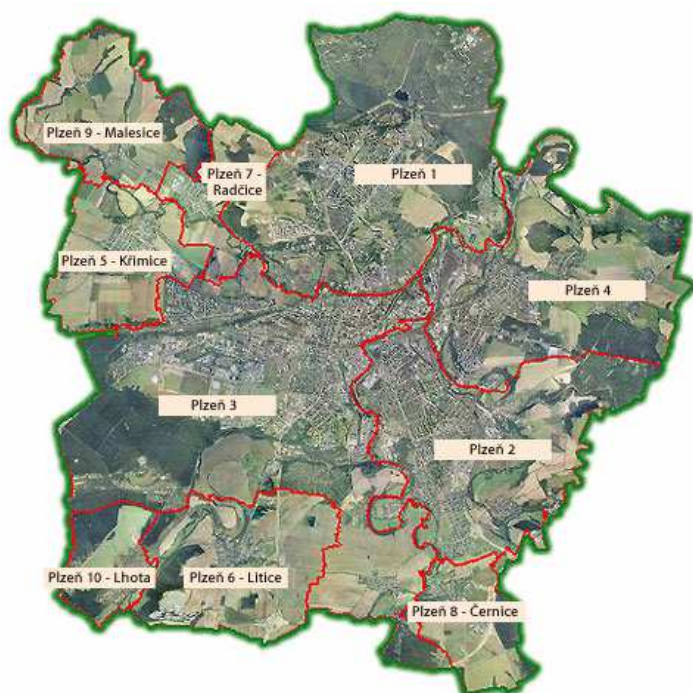 Plzeň 9 - Malesice
Plzeň 7 -
Radčice
Plzeň 1
Plzeň 5 - Křimice
Plzeň 4
Plzeň 3
Plzeň 2
Plzeň 10 - Lhota
Plzeň 6 - Litice
Plzeň 8 - Černice